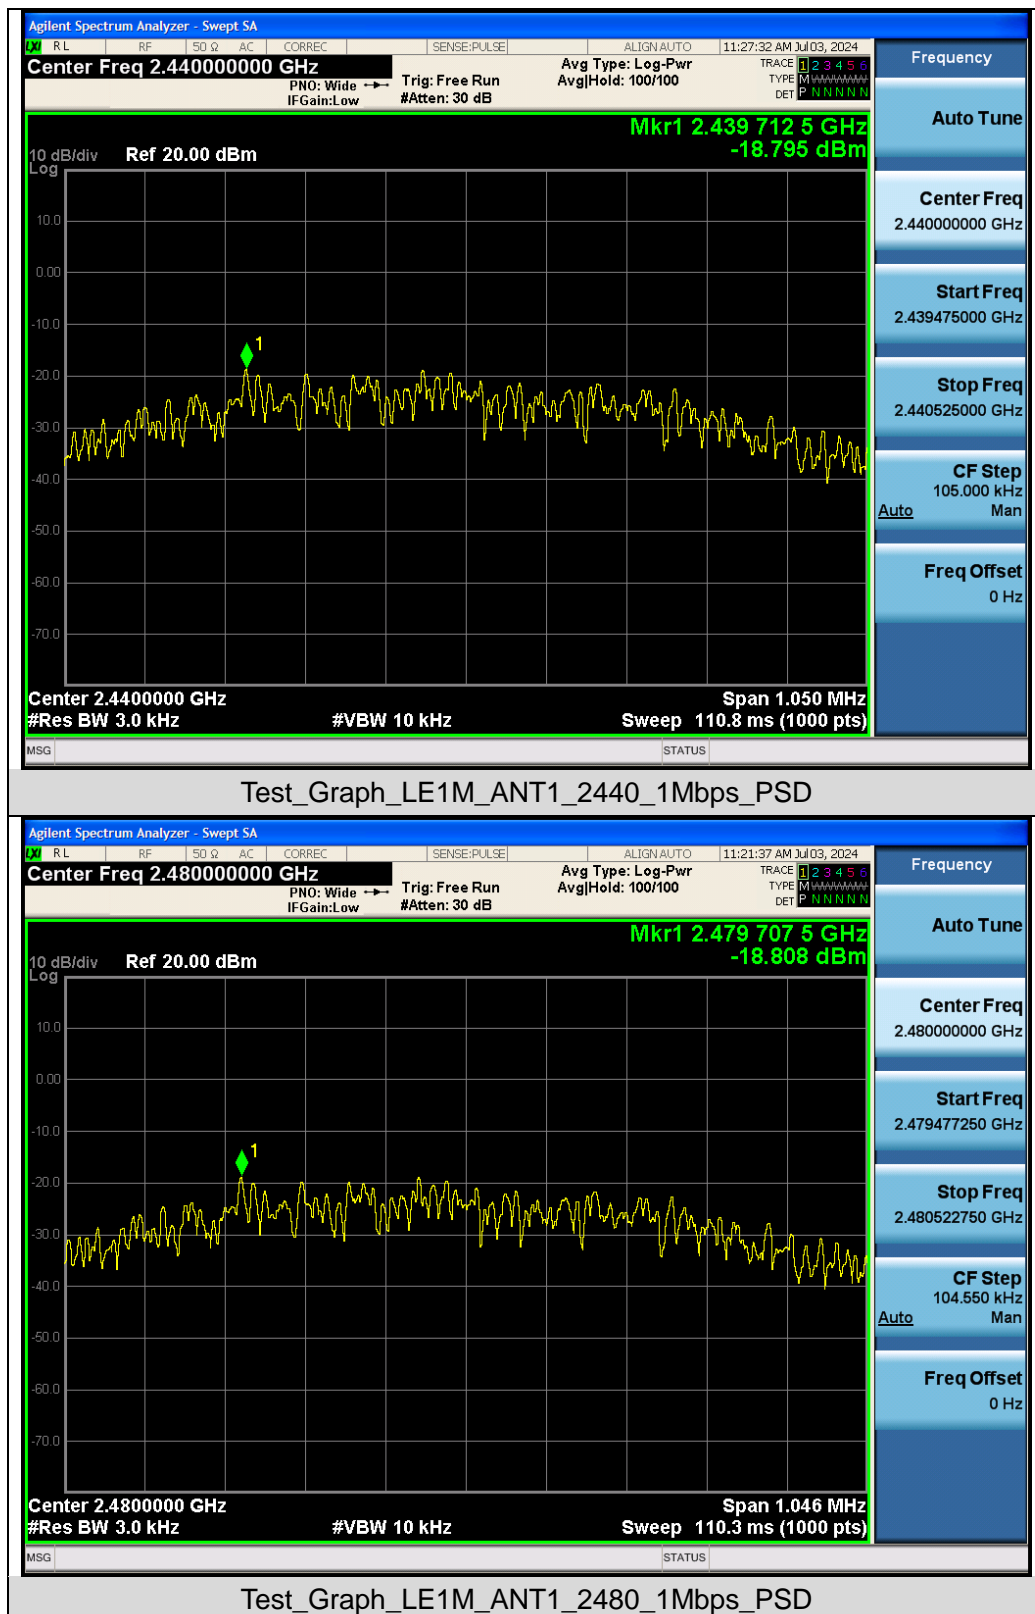 Agilent Spectrum Analyzer - Swept SA
LXI RL RF 50 Ω AC CORREC SENSE:PULSE ALIGN AUTO 11:27:32 AM Jul 03, 2024
Center Freq 2.440000000 GHz
PNO: Wide
IFGain:Low
Trig: Free Run
#Atten: 30 dB
Avg Type: Log-Pwr
Avg|Hold: 100/100
TRACE 1 2 3 4 5 6
TYPE M
DET P N N N N N
Mkr1 2.439 712 5 GHz
-18.795 dBm
10 dB/div Ref 20.00 dBm
Log
10.0
0.00
-10.0
1
-20.0
-30.0
-40.0
-50.0
-60.0
-70.0
Center 2.4400000 GHz Span 1.050 MHz
#Res BW 3.0 kHz #VBW 10 kHz Sweep 110.8 ms (1000 pts)
MSG STATUS
Frequency
Auto Tune
Center Freq
2.440000000 GHz
Start Freq
2.439475000 GHz
Stop Freq
2.440525000 GHz
CF Step
105.000 kHz
Auto Man
Freq Offset
0 Hz
Test_Graph_LE1M_ANT1_2440_1Mbps_PSD
Agilent Spectrum Analyzer - Swept SA
LXI RL RF 50 Ω AC CORREC SENSE:PULSE ALIGN AUTO 11:21:37 AM Jul 03, 2024
Center Freq 2.480000000 GHz
PNO: Wide
IFGain:Low
Trig: Free Run
#Atten: 30 dB
Avg Type: Log-Pwr
Avg|Hold: 100/100
TRACE 1 2 3 4 5 6
TYPE M
DET P N N N N N
Mkr1 2.479 707 5 GHz
-18.808 dBm
10 dB/div Ref 20.00 dBm
Log
10.0
0.00
-10.0
1
-20.0
-30.0
-40.0
-50.0
-60.0
-70.0
Center 2.4800000 GHz Span 1.046 MHz
#Res BW 3.0 kHz #VBW 10 kHz Sweep 110.3 ms (1000 pts)
MSG STATUS
Frequency
Auto Tune
Center Freq
2.480000000 GHz
Start Freq
2.479477250 GHz
Stop Freq
2.480522750 GHz
CF Step
104.550 kHz
Auto Man
Freq Offset
0 Hz
Test_Graph_LE1M_ANT1_2480_1Mbps_PSD